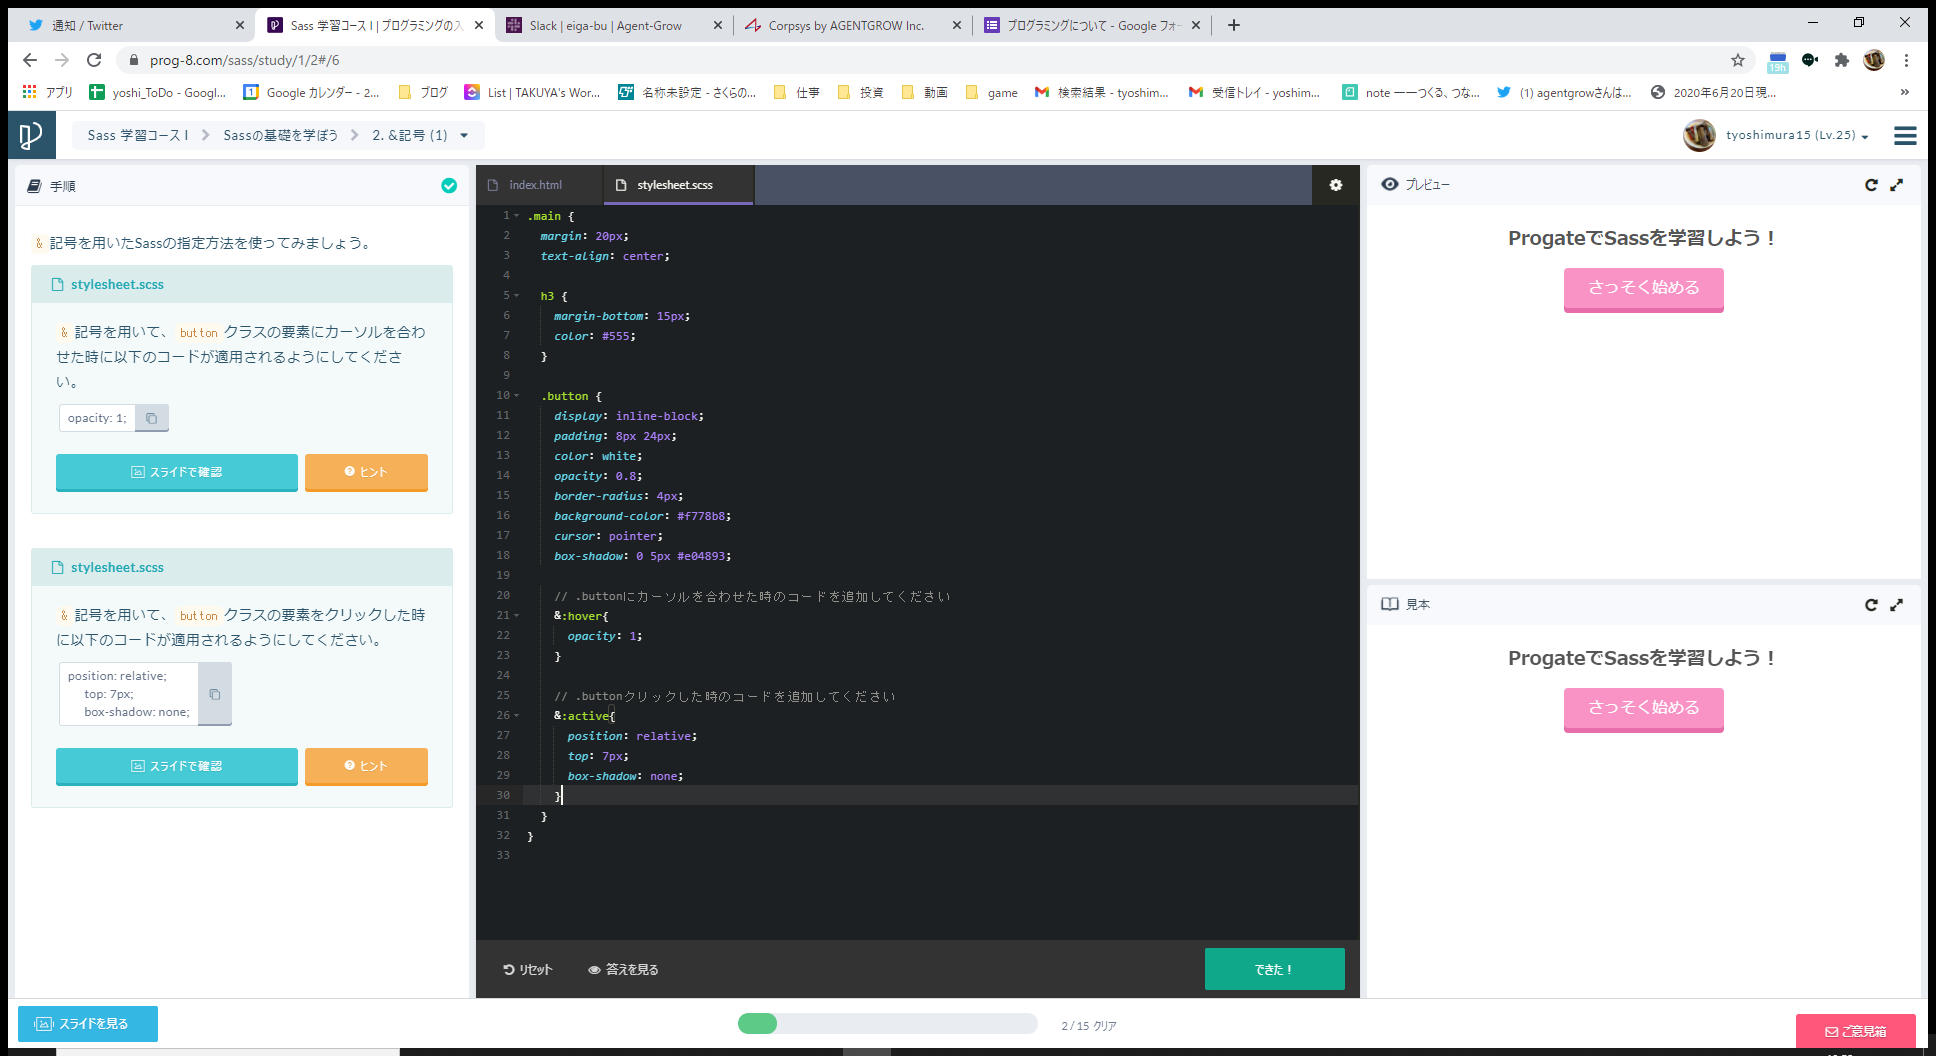 通知 / Twitter
Sass 学習コース I | プログラミングの入
Slack | eiga-bu | Agent-Grow
Corpsys by AGENTGROW Inc.
プログラミングについて - Google フォー
prog-8.com/sass/study/1/2#/6
19h
アプリ
yoshi_ToDo - Googl...
Google カレンダー - 2...
ブログ
List | TAKUYA's Wor...
名称未設定 - さくらの...
仕事
投資
動画
game
検索結果 - tyoshim...
受信トレイ - yoshim...
note ――つくる、つな...
(1) agentgrowさんは...
2020年6月20日現...
»
Sass 学習コース I
Sassの基礎を学ぼう
2. &記号 (1)
tyoshimura15 (Lv.25)
手順
& 記号を用いたSassの指定方法を使ってみましょう。
stylesheet.scss
& 記号を用いて、 button クラスの要素にカーソルを合わ
せた時に以下のコードが適用されるようにしてくださ
い。
opacity: 1;
スライドで確認
ヒント
stylesheet.scss
& 記号を用いて、 button クラスの要素をクリックした時
に以下のコードが適用されるようにしてください。
position: relative;
top: 7px;
box-shadow: none;
スライドで確認
ヒント
index.html
stylesheet.scss
1 .main {
2 margin: 20px;
3 text-align: center;
4
5 h3 {
6 margin-bottom: 15px;
7 color: #555;
8 }
9
10 .button {
11 display: inline-block;
12 padding: 8px 24px;
13 color: white;
14 opacity: 0.8;
15 border-radius: 4px;
16 background-color: #f778b8;
17 cursor: pointer;
18 box-shadow: 0 5px #e04893;
19
20 // .buttonにカーソルを合わせた時のコードを追加してください
21 &:hover{
22 opacity: 1;
23 }
24
25 // .buttonクリックした時のコードを追加してください
26 &:active{
27 position: relative;
28 top: 7px;
29 box-shadow: none;
30 }
31 }
32 }
33
リセット
答えを見る
できた！
プレビュー
ProgateでSassを学習しよう！
さっそく始める
見本
ProgateでSassを学習しよう！
さっそく始める
スライドを見る
2 / 15 クリア
ご意見箱